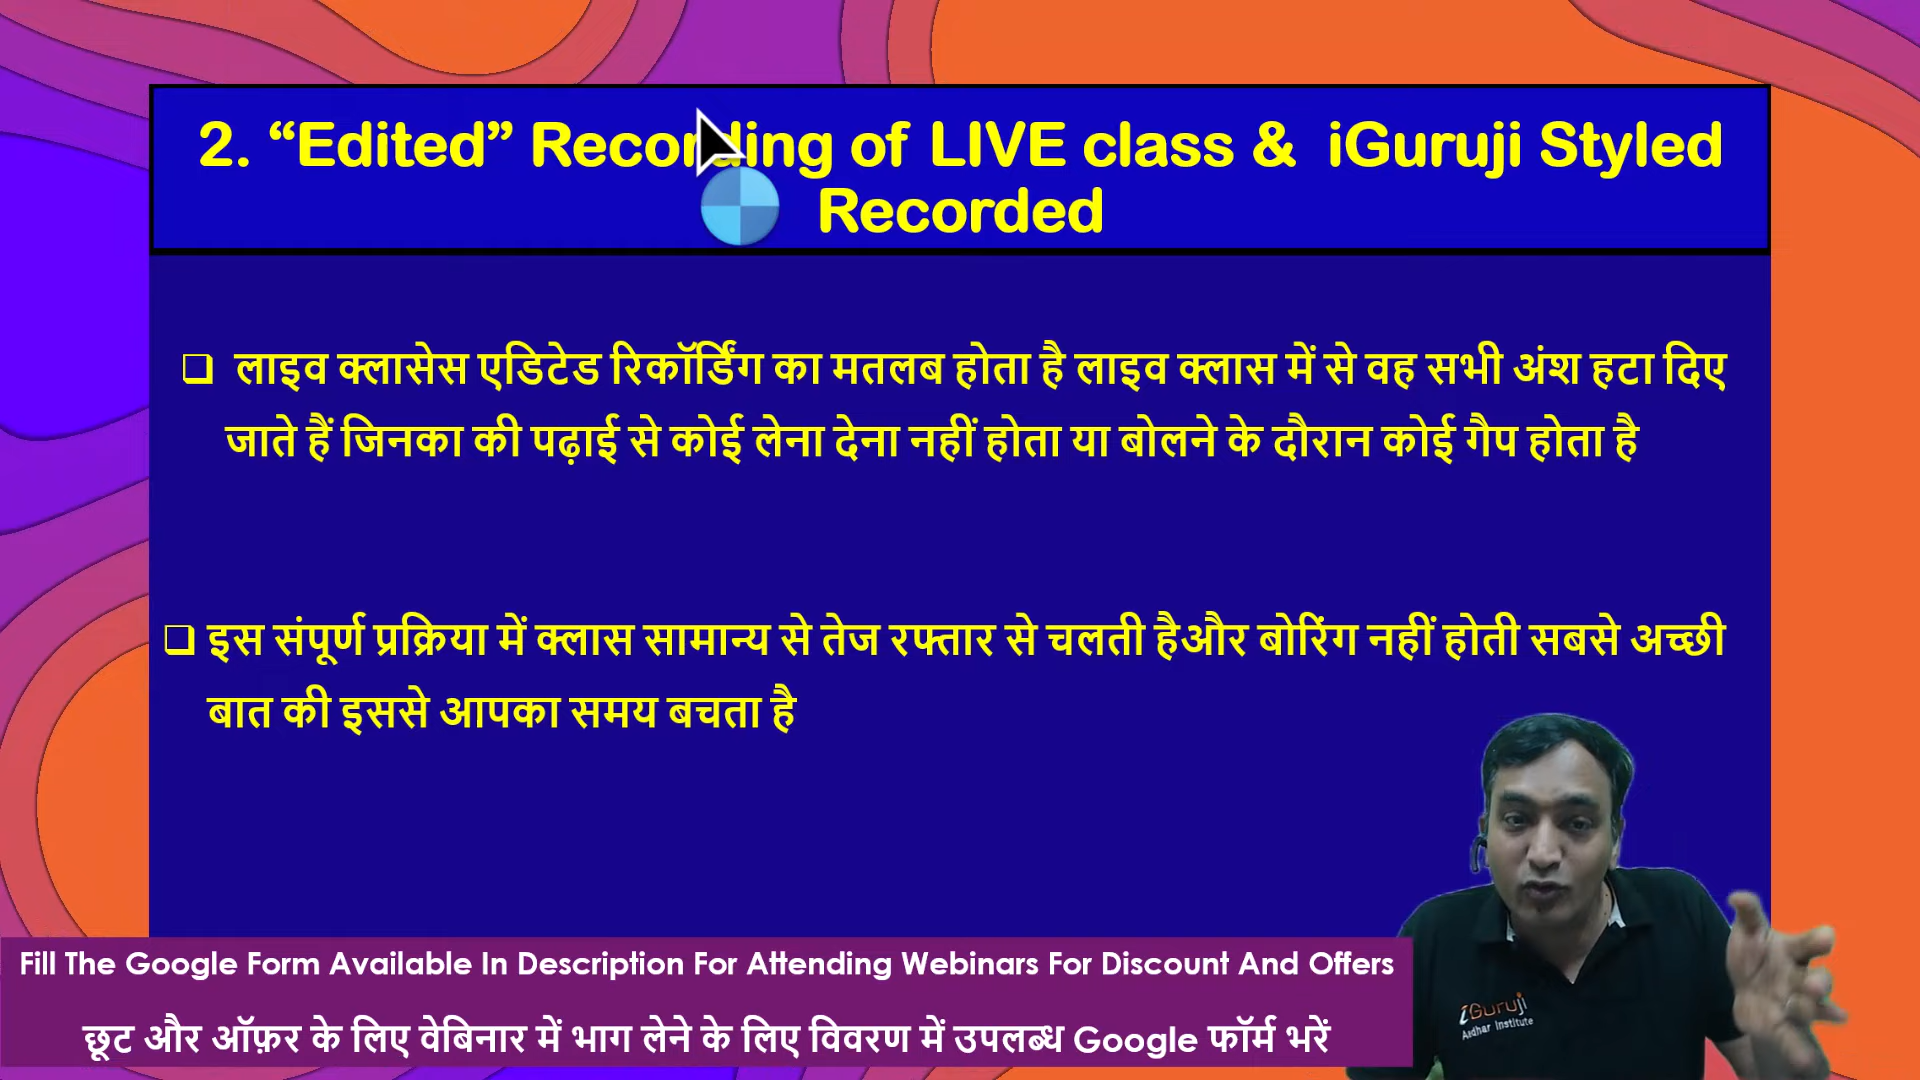 2. “Edited” Recording of LIVE class & iGuruji Styled
Recorded
❑ लाइव क्लासेस एडिटेड रिकॉर्डिंग का मतलब होता है लाइव क्लास में से वह सभी अंश हटा दिए
जाते हैं जिनका की पढ़ाई से कोई लेना देना नहीं होता या बोलने के दौरान कोई गैप होता है
❑ इस संपूर्ण प्रक्रिया में क्लास सामान्य से तेज रफ्तार से चलती हैऔर बोरिंग नहीं होती सबसे अच्छी
बात की इससे आपका समय बचता है
iGuruji
Aadhar Institute
Fill The Google Form Available In Description For Attending Webinars For Discount And Offers
छूट और ऑफ़र के लिए वेबिनार में भाग लेने के लिए विवरण में उपलब्ध Google फॉर्म भरें